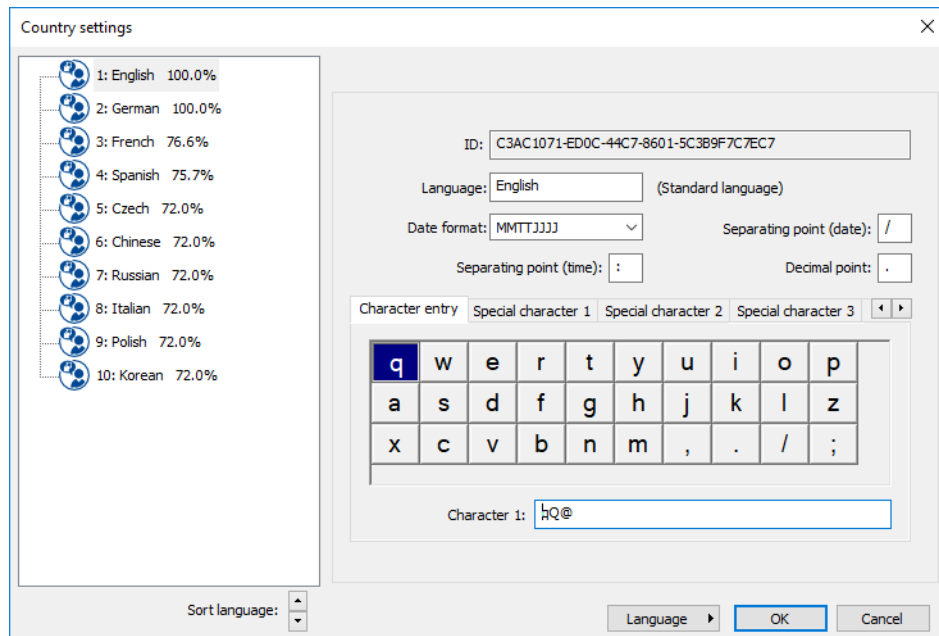 Country settings
1: English 100.0%
2: German 100.0%
3: French 76.6%
4: Spanish 75.7%
5: Czech 72.0%
6: Chinese 72.0%
7: Russian 72.0%
8: Italian 72.0%
9: Polish 72.0%
10: Korean 72.0%
Sort language:
ID: C3AC1071-ED0C-44C7-8601-5C3B9F7C7EC7
Language: English (Standard language)
Date format: MMTTJJJJ Separating point (date): /
Separating point (time): : Decimal point: .
Character entry Special character 1 Special character 2 Special character 3
q w e r t y u i o p
a s d f g h j k l z
x c v b n m , . / ;
Character 1: Q@
Language OK Cancel